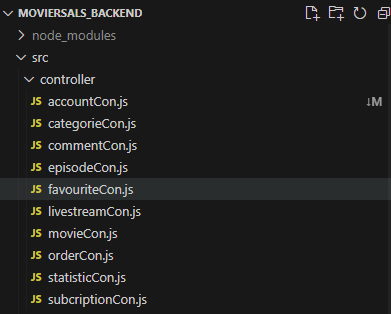 MOVIERSALS_BACKEND
node_modules
src
controller
JS accountCon.js ↓M
JS categorieCon.js
JS commentCon.js
JS episodeCon.js
JS favouriteCon.js
JS livestreamCon.js
JS movieCon.js
JS orderCon.js
JS statisticCon.js
JS subcriptionCon.js